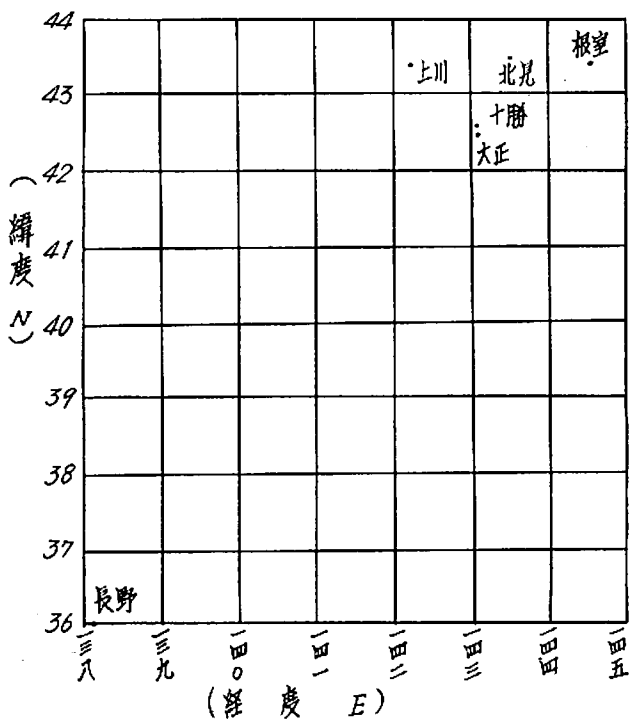 44
根室
上川
北見
43
十勝
大正
42
(緯度 N)
41
40
39
38
37
長野
36
一三八
一三九
一四〇
一四一
一四二
一四三
一四四
一四五
(経度 E)